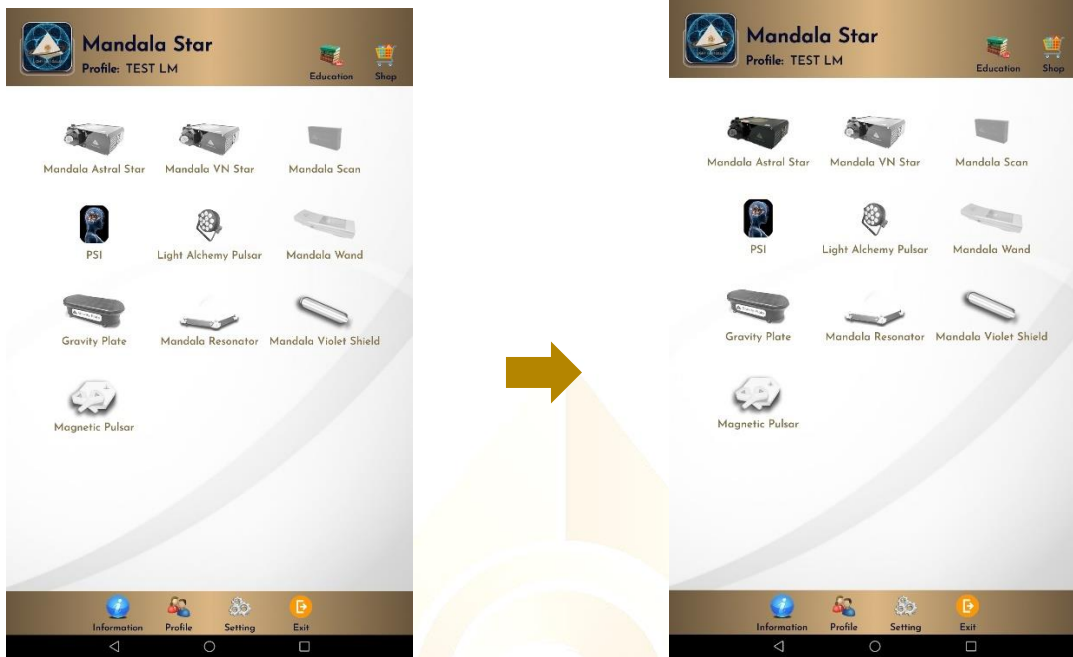 Mandala Star
Profile: TEST LM
Education
Shop
Mandala Astral Star
Mandala VN Star
Mandala Scan
PSI
Light Alchemy Pulsar
Mandala Wand
Gravity Plate
Mandala Resonator
Mandala Violet Shield
Magnetic Pulsar
Information
Profile
Setting
Exit
Mandala Star
Profile: TEST LM
Education
Shop
Mandala Astral Star
Mandala VN Star
Mandala Scan
PSI
Light Alchemy Pulsar
Mandala Wand
Gravity Plate
Mandala Resonator
Mandala Violet Shield
Magnetic Pulsar
Information
Profile
Setting
Exit